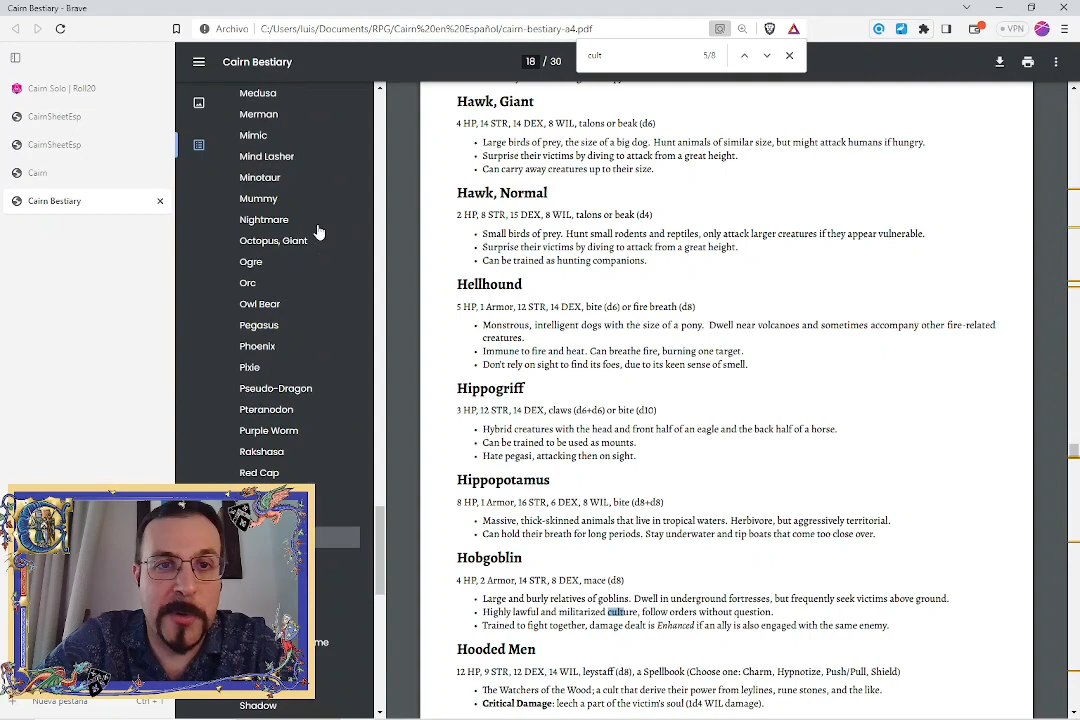 Cairn Bestiary - Brave
Archivo
C:/Users/luis/Documents/RPG/Cairn%20en%20Español/cairn-bestiary-a4.pdf
VPN
cult
5/8
Cairn Bestiary
18 / 30
Cairn Solo | Roll20
CairnSheetEsp
CairnSheetEsp
Cairn
Cairn Bestiary
Nueva pestaña
Ctrl + T
Medusa
Merman
Mimic
Mind Lasher
Minotaur
Mummy
Nightmare
Octopus, Giant
Ogre
Orc
Owl Bear
Pegasus
Phoenix
Pixie
Pseudo-Dragon
Pteranodon
Purple Worm
Rakshasa
Red Cap
Shadow
Hawk, Giant
4 HP, 14 STR, 14 DEX, 8 WIL, talons or beak (d6)
• Large birds of prey, the size of a big dog. Hunt animals of similar size, but might attack humans if hungry.
• Surprise their victims by diving to attack from a great height.
• Can carry away creatures up to their size.
Hawk, Normal
2 HP, 8 STR, 15 DEX, 8 WIL, talons or beak (d4)
• Small birds of prey. Hunt small rodents and reptiles, only attack larger creatures if they appear vulnerable.
• Surprise their victims by diving to attack from a great height.
• Can be trained as hunting companions.
Hellhound
5 HP, 1 Armor, 12 STR, 14 DEX, bite (d6) or fire breath (d8)
• Monstrous, intelligent dogs with the size of a pony. Dwell near volcanoes and sometimes accompany other fire-related
creatures.
• Immune to fire and heat. Can breathe fire, burning one target.
• Don't rely on sight to find its foes, due to its keen sense of smell.
Hippogriff
3 HP, 12 STR, 14 DEX, claws (d6+d6) or bite (d10)
• Hybrid creatures with the head and front half of an eagle and the back half of a horse.
• Can be trained to be used as mounts.
• Hate pegasi, attacking then on sight.
Hippopotamus
8 HP, 1 Armor, 16 STR, 6 DEX, 8 WIL, bite (d8+d8)
• Massive, thick-skinned animals that live in tropical waters. Herbivore, but aggressively territorial.
• Can hold their breath for long periods. Stay underwater and tip boats that come too close over.
Hobgoblin
4 HP, 2 Armor, 14 STR, 8 DEX, mace (d8)
• Large and burly relatives of goblins. Dwell in underground fortresses, but frequently seek victims above ground.
• Highly lawful and militarized culture, follow orders without question.
• Trained to fight together, damage dealt is Enhanced if an ally is also engaged with the same enemy.
Hooded Men
12 HP, 9 STR, 12 DEX, 14 WIL, leystaff (d8), a Spellbook (Choose one: Charm, Hypnotize, Push/Pull, Shield)
• The Watchers of the Wood; a cult that derive their power from leylines, rune stones, and the like.
• Critical Damage: leech a part of the victim's soul (1d4 WIL damage).